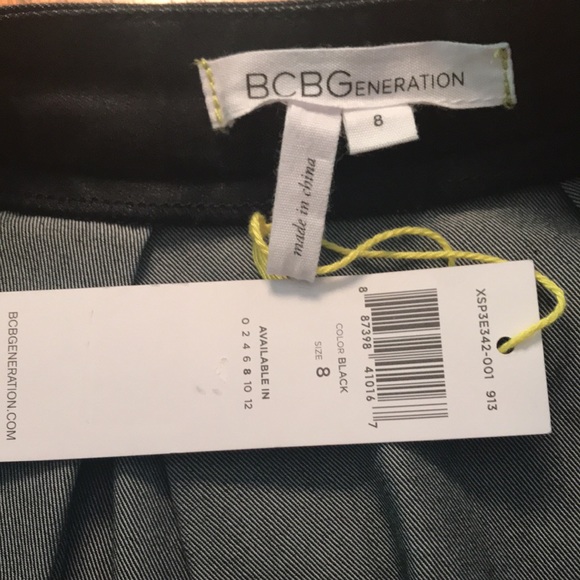 BCBGENERATION
8
made in china
BCBGENERATION.COM
AVAILABLE IN
0 2 4 6 8 10 12
COLOR BLACK
SIZE 8
8 87398 41016 7
XSP3E342-001 913